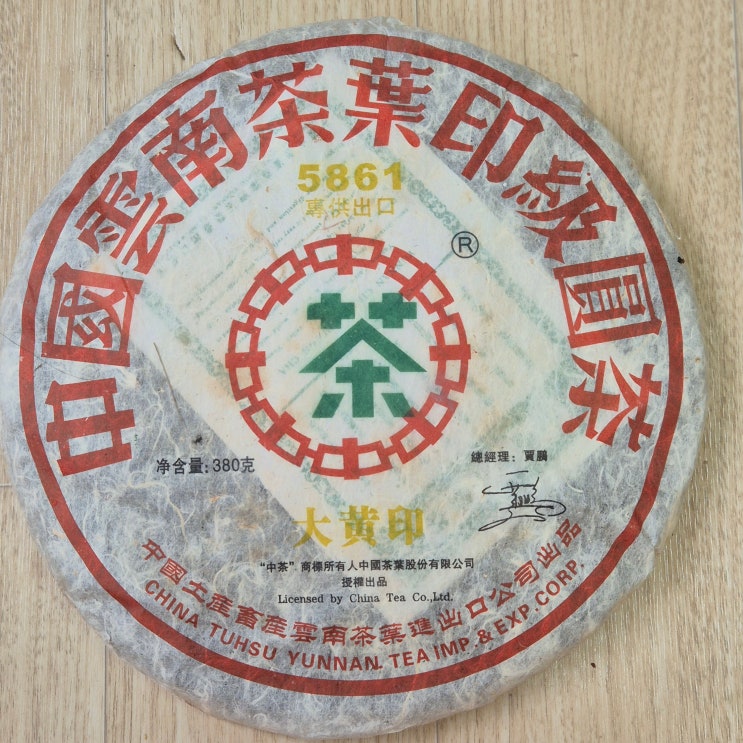 中國雲南茶葉印級圓茶
5861
專供出口
®
茶
净含量:380克
總經理:賈鵬
大黄印
"中茶"商標所有人中國茶葉股份有限公司
授權出品
Licensed by China Tea Co.,Ltd.
中國土產畜產雲南茶葉進出口公司出品
CHINA TUHSU YUNNAN. TEA IMP. & EXP. CORP.